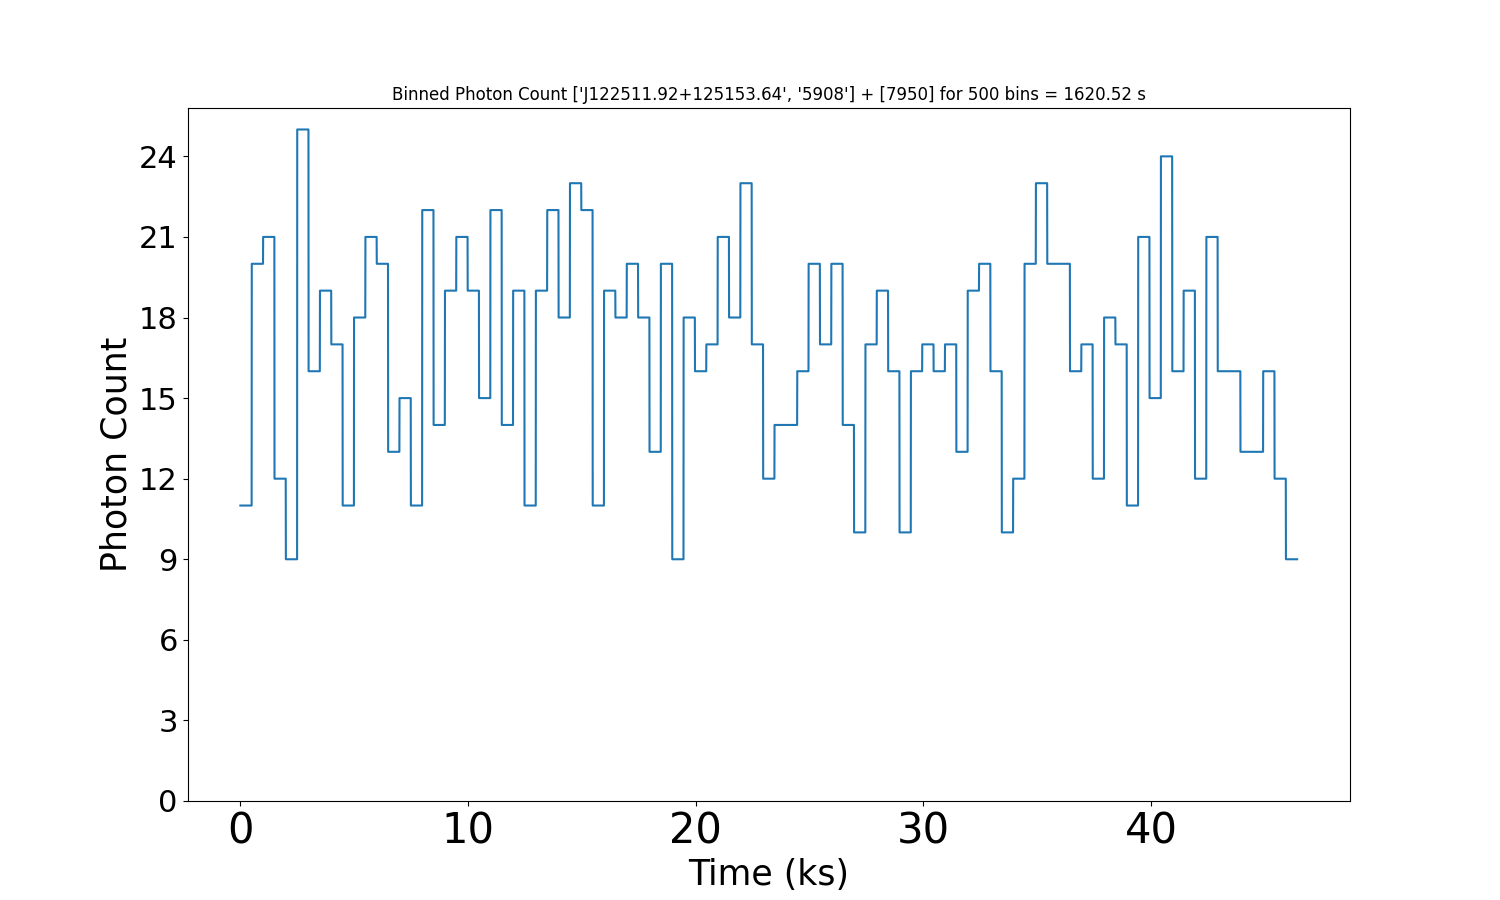 Binned Photon Count ['J122511.92+125153.64', '5908'] + [7950] for 500 bins = 1620.52 s
24
21
18
15
12
9
6
3
0
Photon Count
0 10 20 30 40
Time (ks)